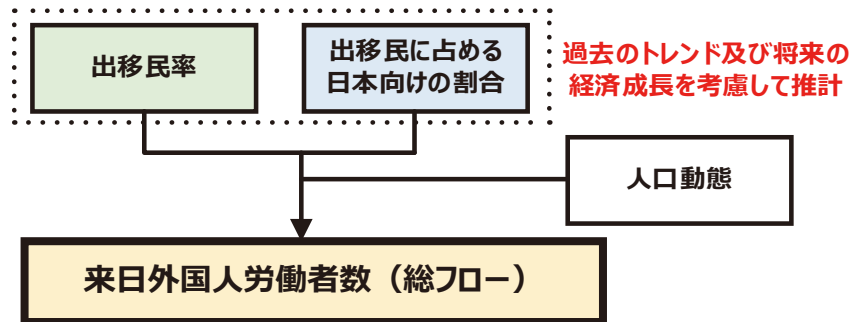 出移民率
出移民に占める
日本向けの割合
過去のトレンド及び将来の
経済成長を考慮して推計
人口動態
来日外国人労働者数（総フロー）